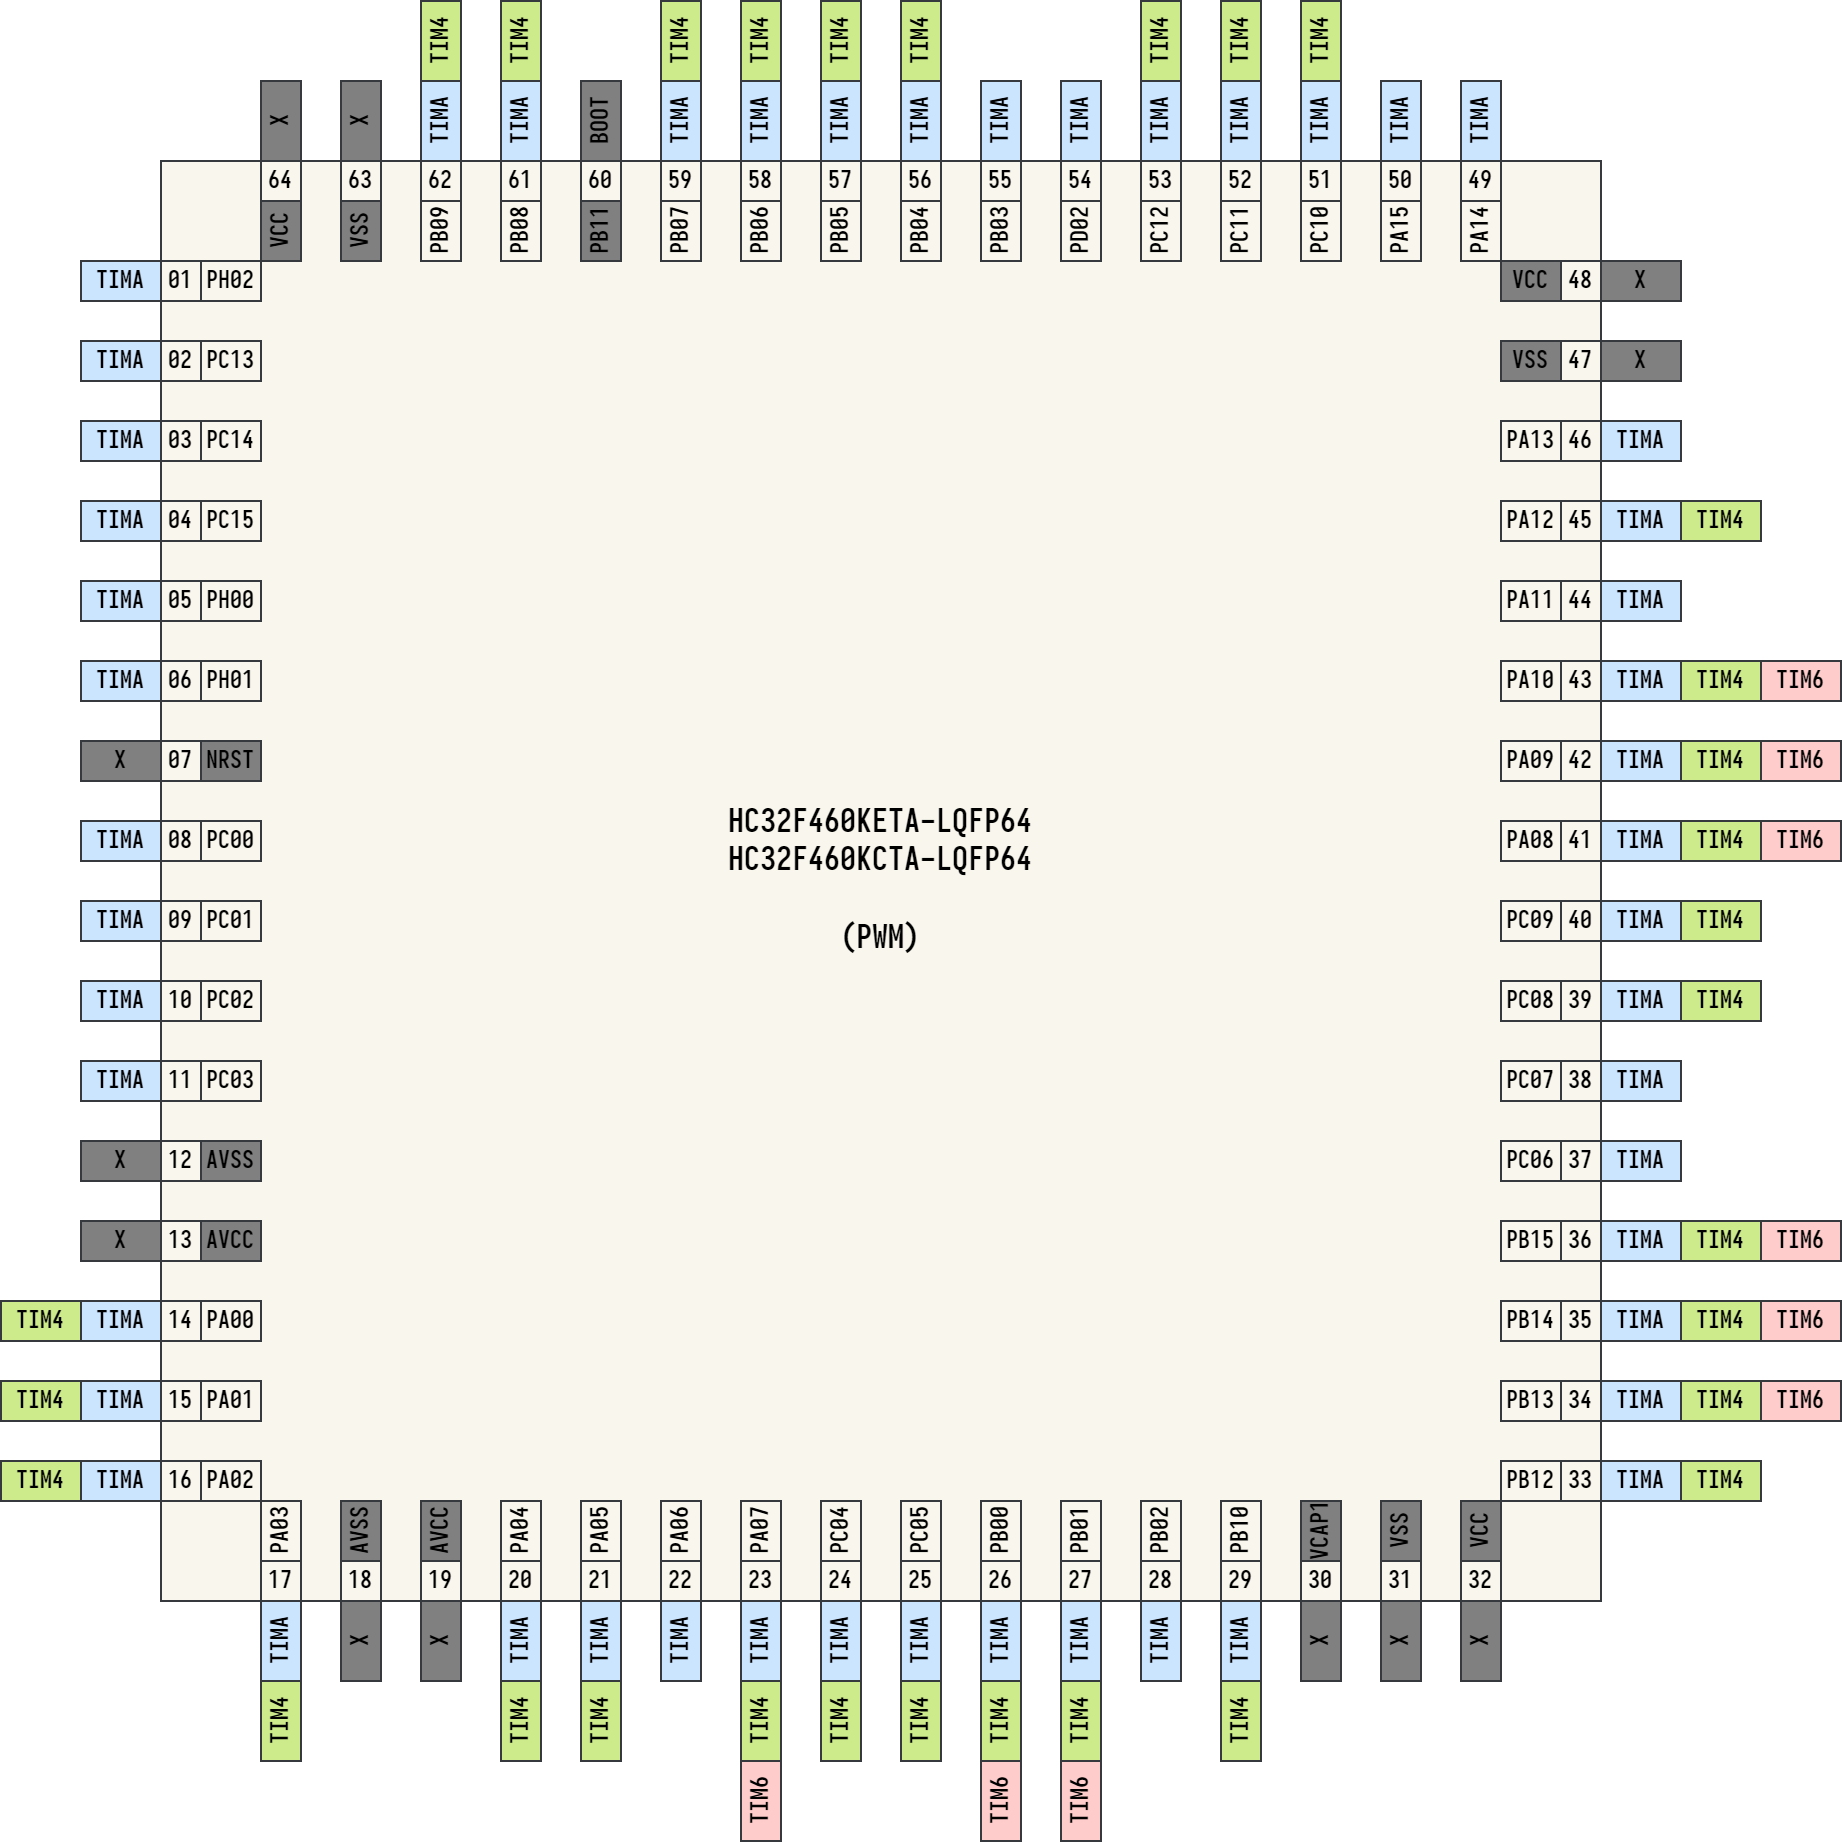 TIM4 TIM4 TIM4 TIM4 TIM4 TIM4 TIM4 TIM4 TIM4
X X TIMA TIMA BOOT TIMA TIMA TIMA TIMA TIMA TIMA TIMA TIMA TIMA TIMA TIMA
64 63 62 61 60 59 58 57 56 55 54 53 52 51 50 49
VCC VSS PB09 PB08 PB11 PB07 PB06 PB05 PB04 PB03 PD02 PC12 PC11 PC10 PA15 PA14
TIMA 01 PH02 VCC 48 X
TIMA 02 PC13 VSS 47 X
TIMA 03 PC14 PA13 46 TIMA
TIMA 04 PC15 PA12 45 TIMA TIM4
TIMA 05 PH00 PA11 44 TIMA
TIMA 06 PH01 PA10 43 TIMA TIM4 TIM6
X 07 NRST PA09 42 TIMA TIM4 TIM6
HC32F460KETA-LQFP64
TIMA 08 PC00 PA08 41 TIMA TIM4 TIM6
HC32F460KCTA-LQFP64
TIMA 09 PC01 PC09 40 TIMA TIM4
(PWM)
TIMA 10 PC02 PC08 39 TIMA TIM4
TIMA 11 PC03 PC07 38 TIMA
X 12 AVSS PC06 37 TIMA
X 13 AVCC PB15 36 TIMA TIM4 TIM6
TIM4 TIMA 14 PA00 PB14 35 TIMA TIM4 TIM6
TIM4 TIMA 15 PA01 PB13 34 TIMA TIM4 TIM6
TIM4 TIMA 16 PA02 PB12 33 TIMA TIM4
PA03 AVSS AVCC PA04 PA05 PA06 PA07 PC04 PC05 PB00 PB01 PB02 PB10 VCAP1 VSS VCC
17 18 19 20 21 22 23 24 25 26 27 28 29 30 31 32
TIMA X X TIMA TIMA TIMA TIMA TIMA TIMA TIMA TIMA TIMA TIMA X X X
TIM4 TIM4 TIM4 TIM4 TIM4 TIM4 TIM4 TIM4 TIM4
TIM6 TIM6 TIM6